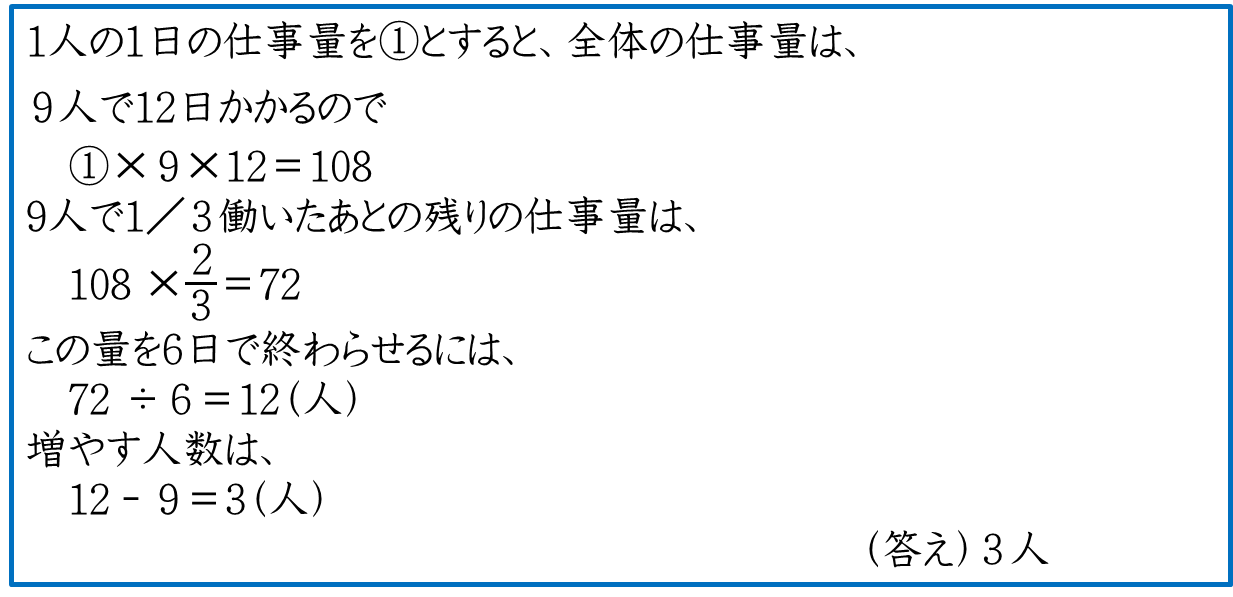 1人の1日の仕事量を①とすると、全体の仕事量は、
9人で12日かかるので
①×9×12=108
9人で1/3働いたあとの残りの仕事量は、
108×2/3=72
この量を6日で終わらせるには、
72÷6=12(人)
増やす人数は、
12-9=3(人)
(答え)3人